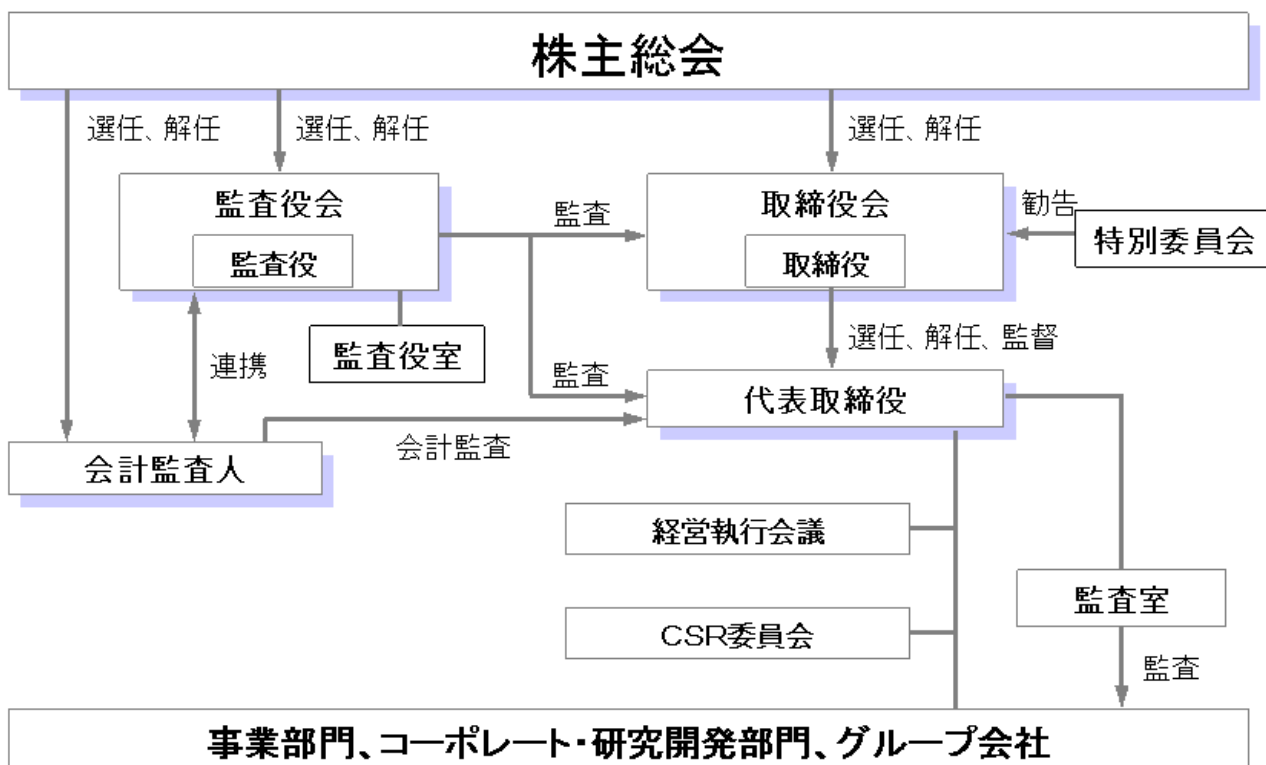 株主総会
選任、解任
選任、解任
選任、解任
監査役会
監査役
監査
取締役会
取締役
勧告
特別委員会
連携
監査役室
監査
選任、解任、監督
代表取締役
会計監査
会計監査人
経営執行会議
監査室
CSR委員会
監査
事業部門、コーポレート・研究開発部門、グループ会社